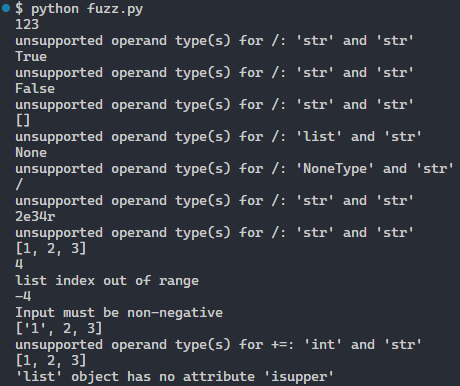 $ python fuzz.py
123
unsupported operand type(s) for /: 'str' and 'str'
True
unsupported operand type(s) for /: 'str' and 'str'
False
unsupported operand type(s) for /: 'str' and 'str'
[]
unsupported operand type(s) for /: 'list' and 'str'
None
unsupported operand type(s) for /: 'NoneType' and 'str'
/
unsupported operand type(s) for /: 'str' and 'str'
2e34r
unsupported operand type(s) for /: 'str' and 'str'
[1, 2, 3]
4
list index out of range
-4
Input must be non-negative
['1', 2, 3]
unsupported operand type(s) for +=: 'int' and 'str'
[1, 2, 3]
'list' object has no attribute 'isupper'